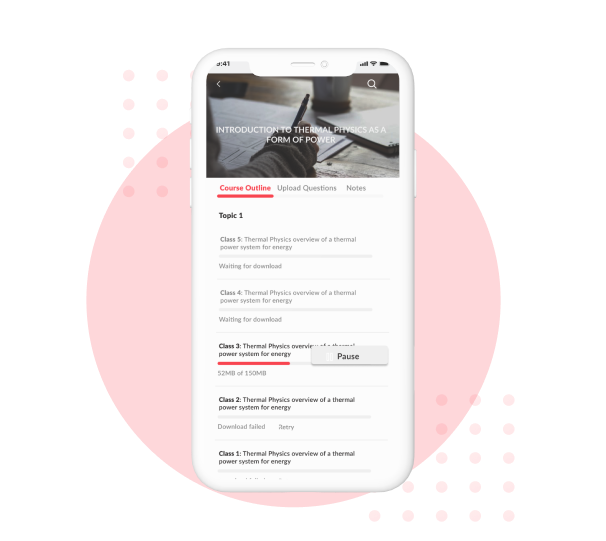 9:41
INTRODUCTION TO THERMAL PHYSICS AS A
FORM OF POWER
Course Outline Upload Questions Notes
Topic 1
Class 5: Thermal Physics overview of a thermal
power system for energy
Waiting for download
Class 4: Thermal Physics overview of a thermal
power system for energy
Waiting for download
Class 3: Thermal Physics overview of a thermal
power system for energy
Pause
52MB of 150MB
Class 2: Thermal Physics overview of a thermal
power system for energy
Download failed Retry
Class 1: Thermal Physics overview of a thermal
power system for energy